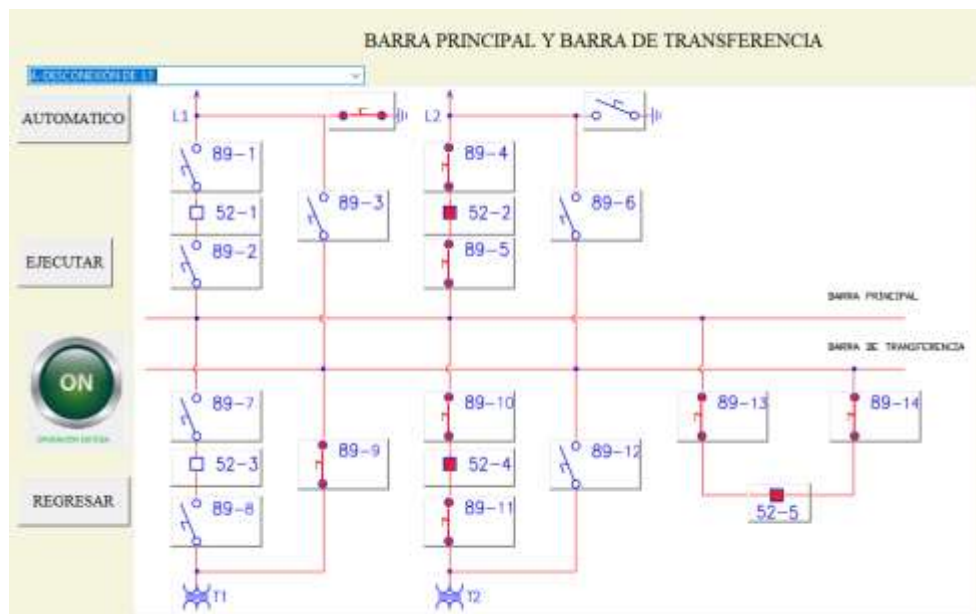 BARRA PRINCIPAL Y BARRA DE TRANSFERENCIA
DESCONEXIÓN DE
AUTOMATICO
L1
L2
89-1
89-4
89-3
89-6
52-1
52-2
89-2
89-5
EJECUTAR
BARRA PRINCIPAL
BARRA DE TRANSFERENCIA
ON
89-7
89-10
89-13
89-14
89-9
89-12
52-3
52-4
REGRESAR
89-8
89-11
52-5
T1
T2